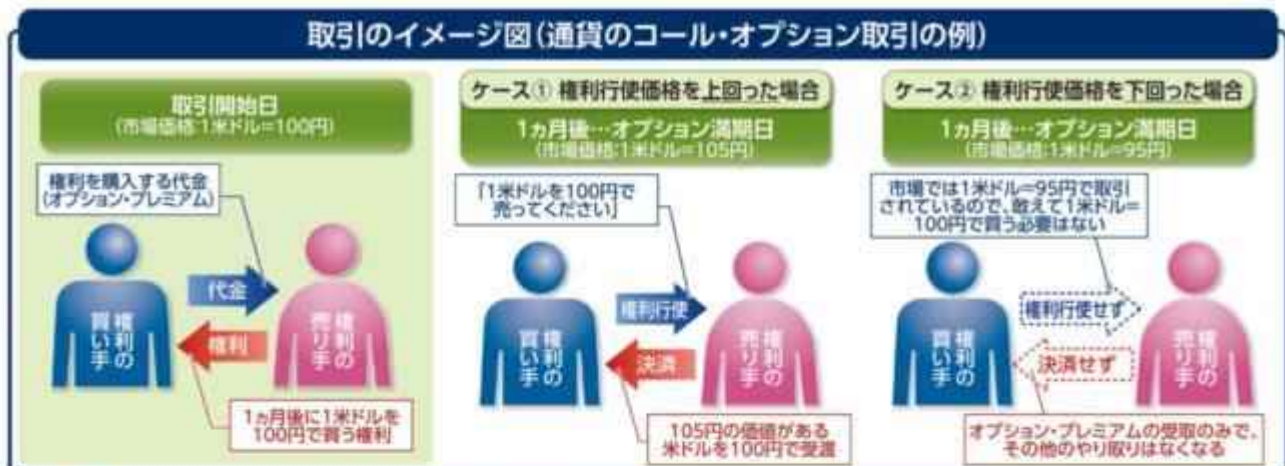 取引のイメージ図(通貨のコール・オプション取引の例)
取引開始日
(市場価格:1米ドル=100円)
権利を購入する代金
(オプション・プレミアム)
代金
権利
権利の
買い手
権利の
売り手
1ヵ月後に1米ドルを
100円で買う権利
ケース① 権利行使価格を上回った場合
1ヵ月後…オプション満期日
(市場価格:1米ドル=105円)
「1米ドルを100円で
売ってください」
権利行使
決済
権利の
買い手
権利の
売り手
105円の価値がある
米ドルを100円で受渡
ケース② 権利行使価格を下回った場合
1ヵ月後…オプション満期日
(市場価格:1米ドル=95円)
市場では1米ドル=95円で取引
されているので、敢えて1米ドル=
100円で買う必要はない
権利行使せず
決済せず
権利の
買い手
権利の
売り手
オプション・プレミアムの受取のみで、
その他のやり取りはなくなる